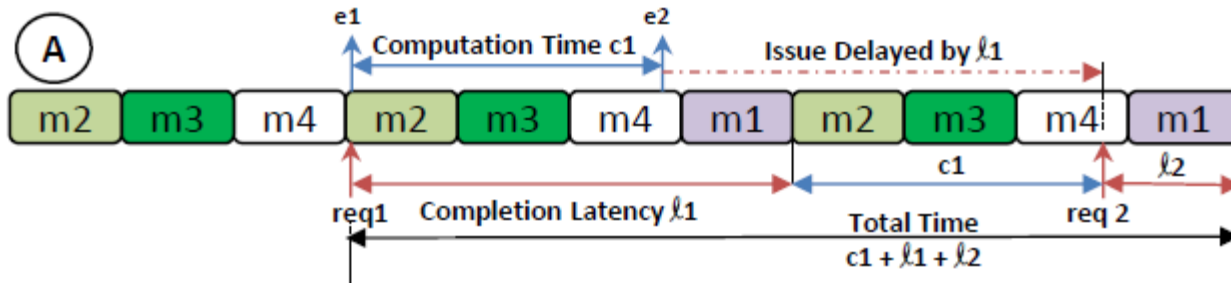 e1 e2
A
Computation Time c1 Issue Delayed by ℓ1
m2 m3 m4 m2 m3 m4 m1 m2 m3 m4 m1
c1 ℓ2
req1 Completion Latency ℓ1 req 2
Total Time
c1 + ℓ1 + ℓ2